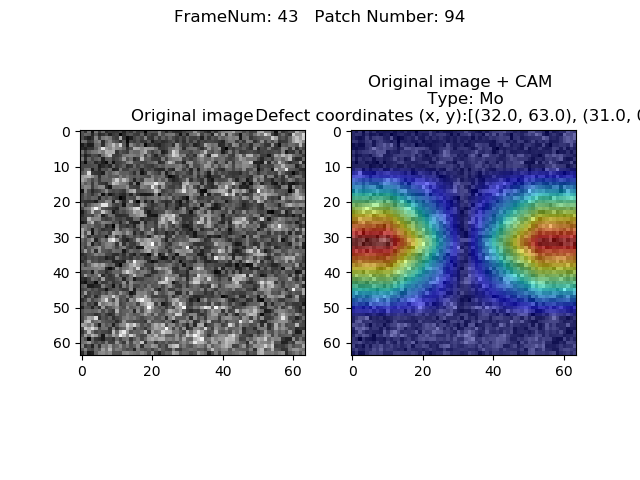 FrameNum: 43   Patch Number: 94
Original image + CAM
Type: Mo
Original image
Defect coordinates (x, y):[(32.0, 63.0), (31.0, 0
0
10
20
30
40
50
60
0 20 40 60
0
10
20
30
40
50
60
0 20 40 60